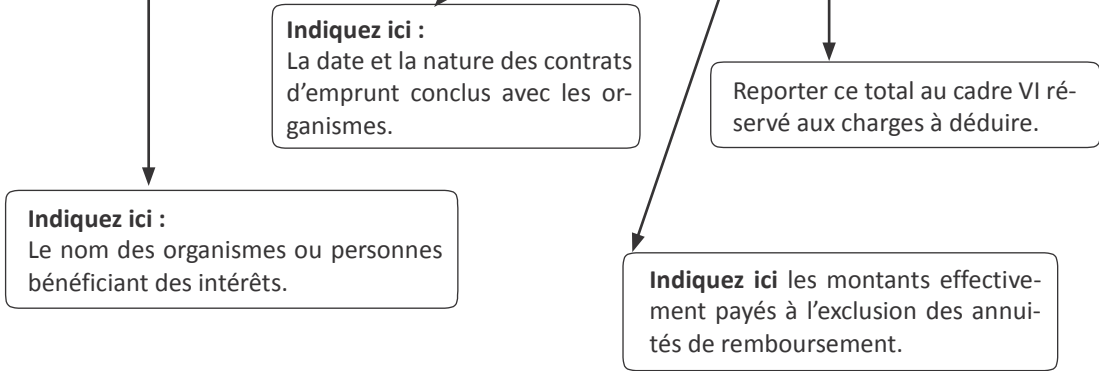 Indiquez ici :
La date et la nature des contrats
d’emprunt conclus avec les or-
ganismes.
Reporter ce total au cadre VI ré-
servé aux charges à déduire.
Indiquez ici :
Le nom des organismes ou personnes
bénéficiant des intérêts.
Indiquez ici les montants effective-
ment payés à l’exclusion des annui-
tés de remboursement.